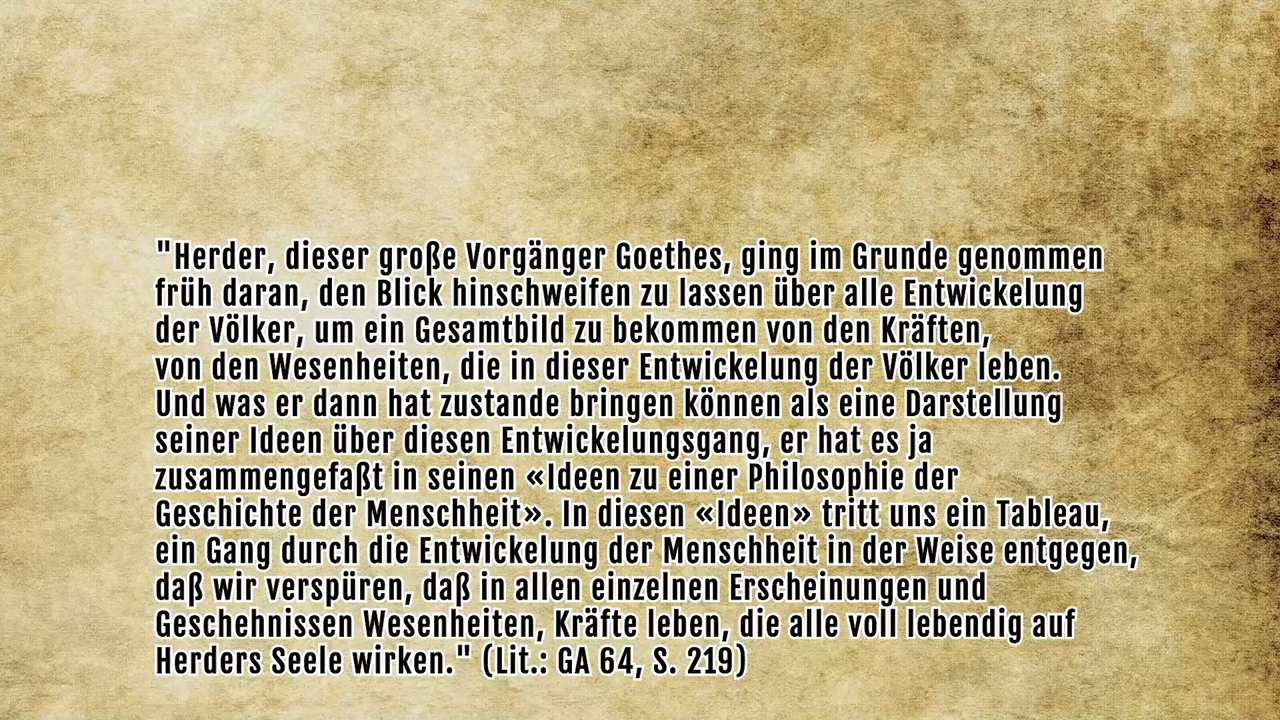 "Herder, dieser große Vorgänger Goethes, ging im Grunde genommen
früh daran, den Blick hinschweifen zu lassen über alle Entwickelung
der Völker, um ein Gesamtbild zu bekommen von den Kräften,
von den Wesenheiten, die in dieser Entwickelung der Völker leben.
Und was er dann hat zustande bringen können als eine Darstellung
seiner Ideen über diesen Entwickelungsgang, er hat es ja
zusammengefaßt in seinen «Ideen zu einer Philosophie der
Geschichte der Menschheit». In diesen «Ideen» tritt uns ein Tableau,
ein Gang durch die Entwickelung der Menschheit in der Weise entgegen,
daß wir verspüren, daß in allen einzelnen Erscheinungen und
Geschehnissen Wesenheiten, Kräfte leben, die alle voll lebendig auf
Herders Seele wirken." (Lit.: GA 64, S. 219)